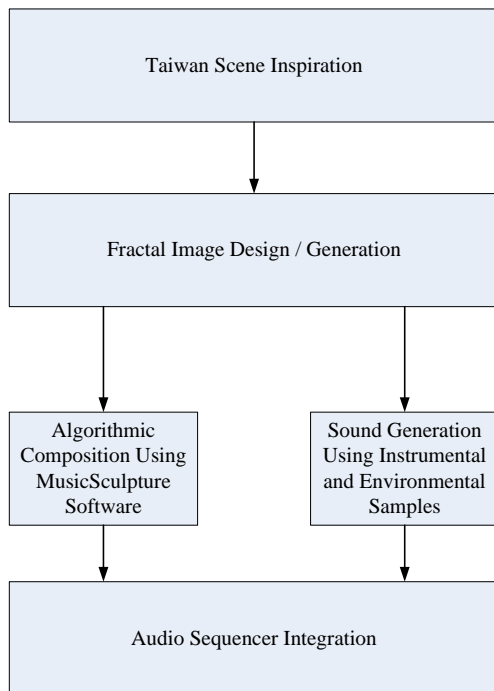 Taiwan Scene Inspiration
Fractal Image Design / Generation
Algorithmic
Composition Using
MusicSculpture
Software
Sound Generation
Using Instrumental
and Environmental
Samples
Audio Sequencer Integration